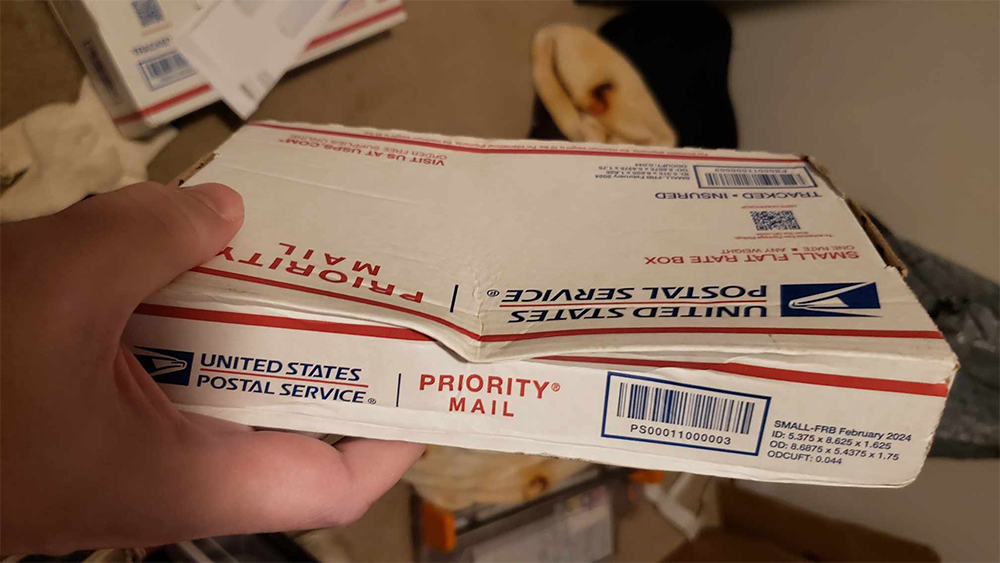 VISIT US AT USPS.COM®
ORDER FREE SUPPLIES ONLINE
TRACKED ▪ INSURED
SMALL FLAT RATE BOX
ONE RATE ■ ANY WEIGHT
UNITED STATES
POSTAL SERVICE®
PRIORITY
MAIL
UNITED STATES
POSTAL SERVICE®
PRIORITY®
MAIL
PS00011000003
SMALL-FRB February 2024
ID: 5.375 x 8.625 x 1.625
OD: 8.6875 x 5.4375 x 1.75
ODCUFT: 0.044